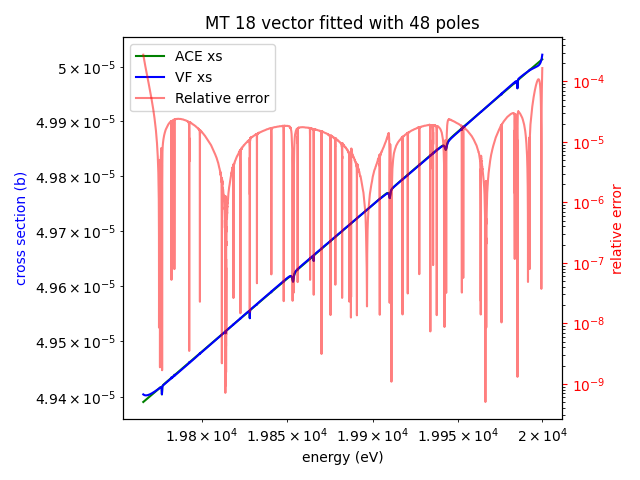 MT 18 vector fitted with 48 poles
ACE xs
VF xs
Relative error
cross section (b)
5 × 10⁻⁵
4.99 × 10⁻⁵
4.98 × 10⁻⁵
4.97 × 10⁻⁵
4.96 × 10⁻⁵
4.95 × 10⁻⁵
4.94 × 10⁻⁵
1.98 × 10⁴ 1.985 × 10⁴ 1.99 × 10⁴ 1.995 × 10⁴ 2 × 10⁴
energy (eV)
10⁻⁴
10⁻⁵
10⁻⁶
10⁻⁷
10⁻⁸
10⁻⁹
relative error